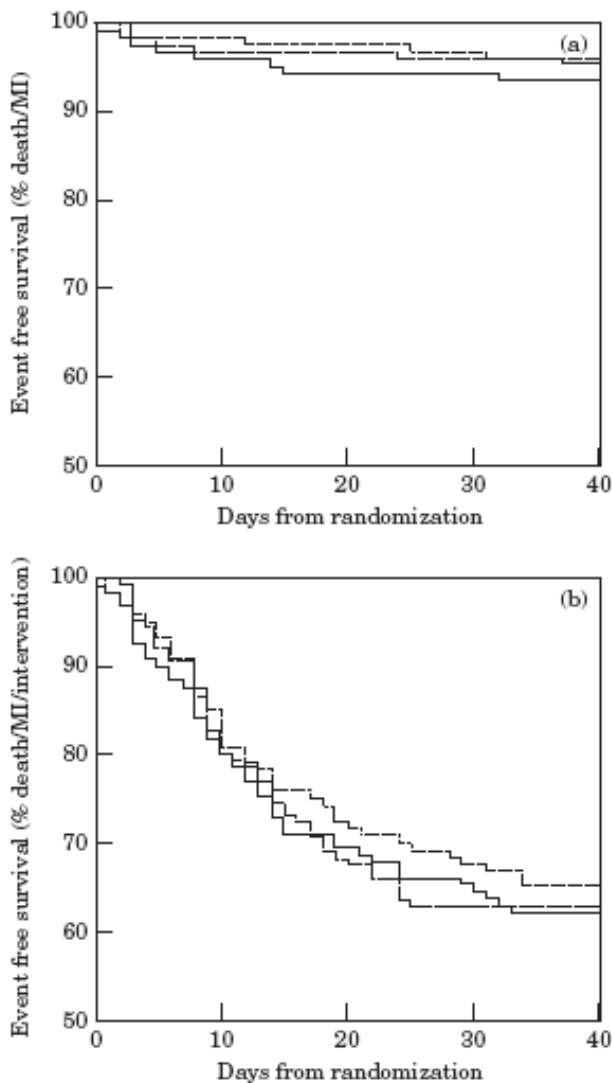 100
(a)
90
80
70
60
50
Event free survival (% death/MI)
0 10 20 30 40
Days from randomization
100
(b)
90
80
70
60
50
Event free survival (% death/MI/intervention)
0 10 20 30 40
Days from randomization